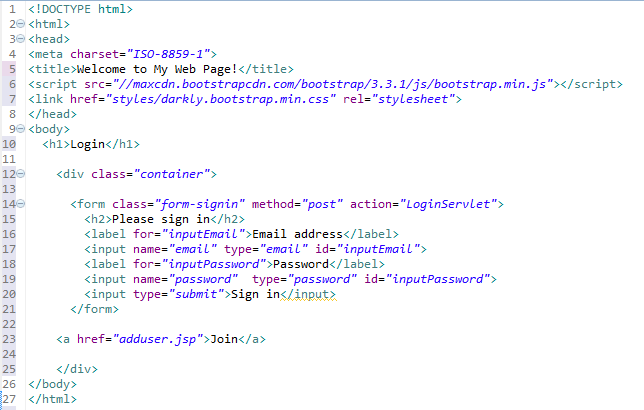 1 <!DOCTYPE html>
2 <html>
3 <head>
4 <meta charset="ISO-8859-1">
5 <title>Welcome to My Web Page!</title>
6 <script src="//maxcdn.bootstrapcdn.com/bootstrap/3.3.1/js/bootstrap.min.js"></script>
7 <link href="styles/darkly.bootstrap.min.css" rel="stylesheet">
8 </head>
9 <body>
10   <h1>Login</h1>
11
12     <div class="container">
13
14       <form class="form-signin" method="post" action="LoginServlet">
15         <h2>Please sign in</h2>
16         <label for="inputEmail">Email address</label>
17         <input name="email" type="email" id="inputEmail">
18         <label for="inputPassword">Password</label>
19         <input name="password"  type="password" id="inputPassword">
20         <input type="submit">Sign in</input>
21       </form>
22
23     <a href="adduser.jsp">Join</a>
24
25     </div>
26 </body>
27 </html>